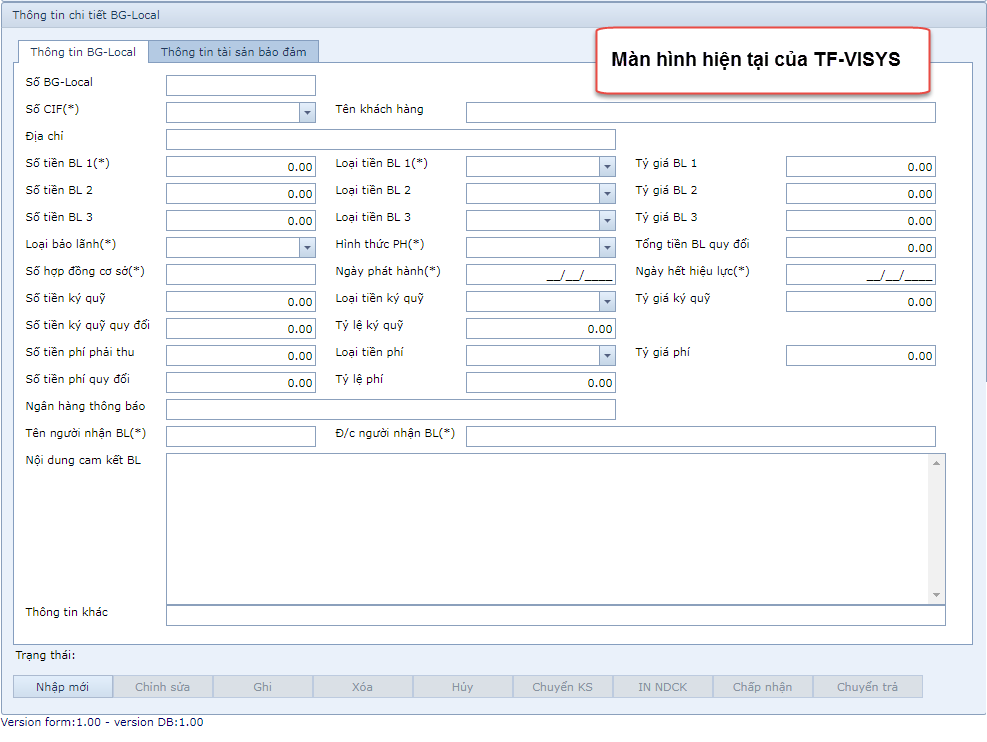 Thông tin chi tiết BG-Local
Thông tin BG-Local Thông tin tài sản bảo đảm
Màn hình hiện tại của TF-VISYS
Số BG-Local
Số CIF(*) Tên khách hàng
Địa chỉ
Số tiền BL 1(*) 0.00 Loại tiền BL 1(*) Tỷ giá BL 1 0.00
Số tiền BL 2 0.00 Loại tiền BL 2 Tỷ giá BL 2 0.00
Số tiền BL 3 0.00 Loại tiền BL 3 Tỷ giá BL 3 0.00
Loại bảo lãnh(*) Hình thức PH(*) Tổng tiền BL quy đổi 0.00
Số hợp đồng cơ sở(*) Ngày phát hành(*) __/__/____ Ngày hết hiệu lực(*) __/__/____
Số tiền ký quỹ 0.00 Loại tiền ký quỹ Tỷ giá ký quỹ 0.00
Số tiền ký quỹ quy đổi 0.00 Tỷ lệ ký quỹ 0.00
Số tiền phí phải thu 0.00 Loại tiền phí Tỷ giá phí 0.00
Số tiền phí quy đổi 0.00 Tỷ lệ phí 0.00
Ngân hàng thông báo
Tên người nhận BL(*) Đ/c người nhận BL(*)
Nội dung cam kết BL
Thông tin khác
Trạng thái:
Nhập mới Chỉnh sửa Ghi Xóa Hủy Chuyển KS IN NDCK Chấp nhận Chuyển trả
Version form:1.00 - version DB:1.00